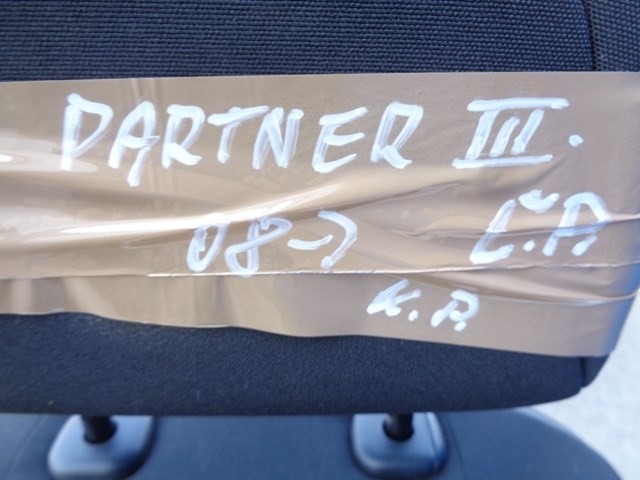 PARTNER III.
08->
K.P.